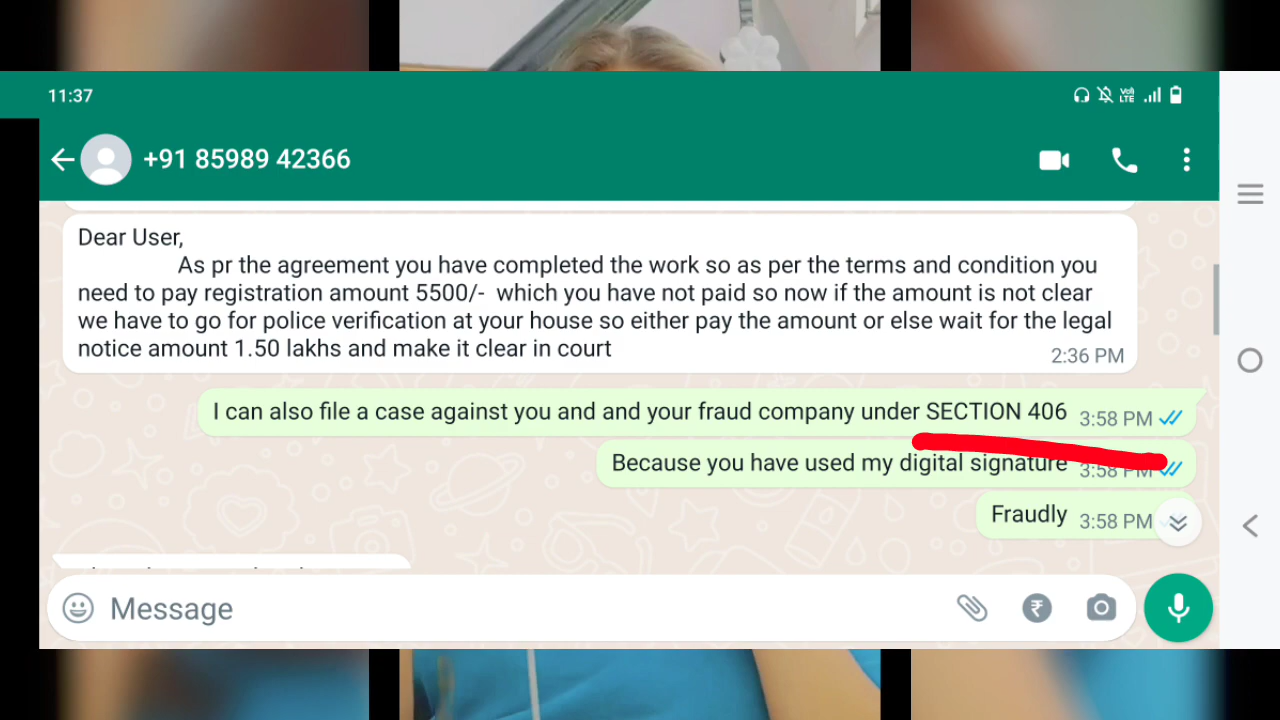 11:37
Vo)
LTE
+91 85989 42366
Dear User,
As pr the agreement you have completed the work so as per the terms and condition you
need to pay registration amount 5500/- which you have not paid so now if the amount is not clear
we have to go for police verification at your house so either pay the amount or else wait for the legal
notice amount 1.50 lakhs and make it clear in court
2:36 PM
I can also file a case against you and and your fraud company under SECTION 406 3:58 PM
Because you have used my digital signature 3:58 PM
Fraudly 3:58 PM
Message